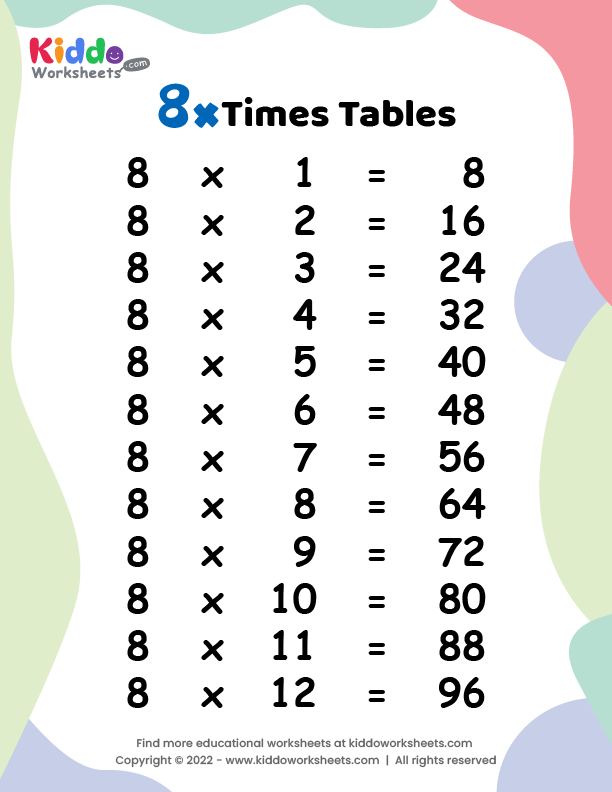 Kiddo
Worksheets.com
8x Times Tables
8 x 1 = 8
8 x 2 = 16
8 x 3 = 24
8 x 4 = 32
8 x 5 = 40
8 x 6 = 48
8 x 7 = 56
8 x 8 = 64
8 x 9 = 72
8 x 10 = 80
8 x 11 = 88
8 x 12 = 96
Find more educational worksheets at kiddoworksheets.com
Copyright © 2022 - www.kiddoworksheets.com | All rights reserved